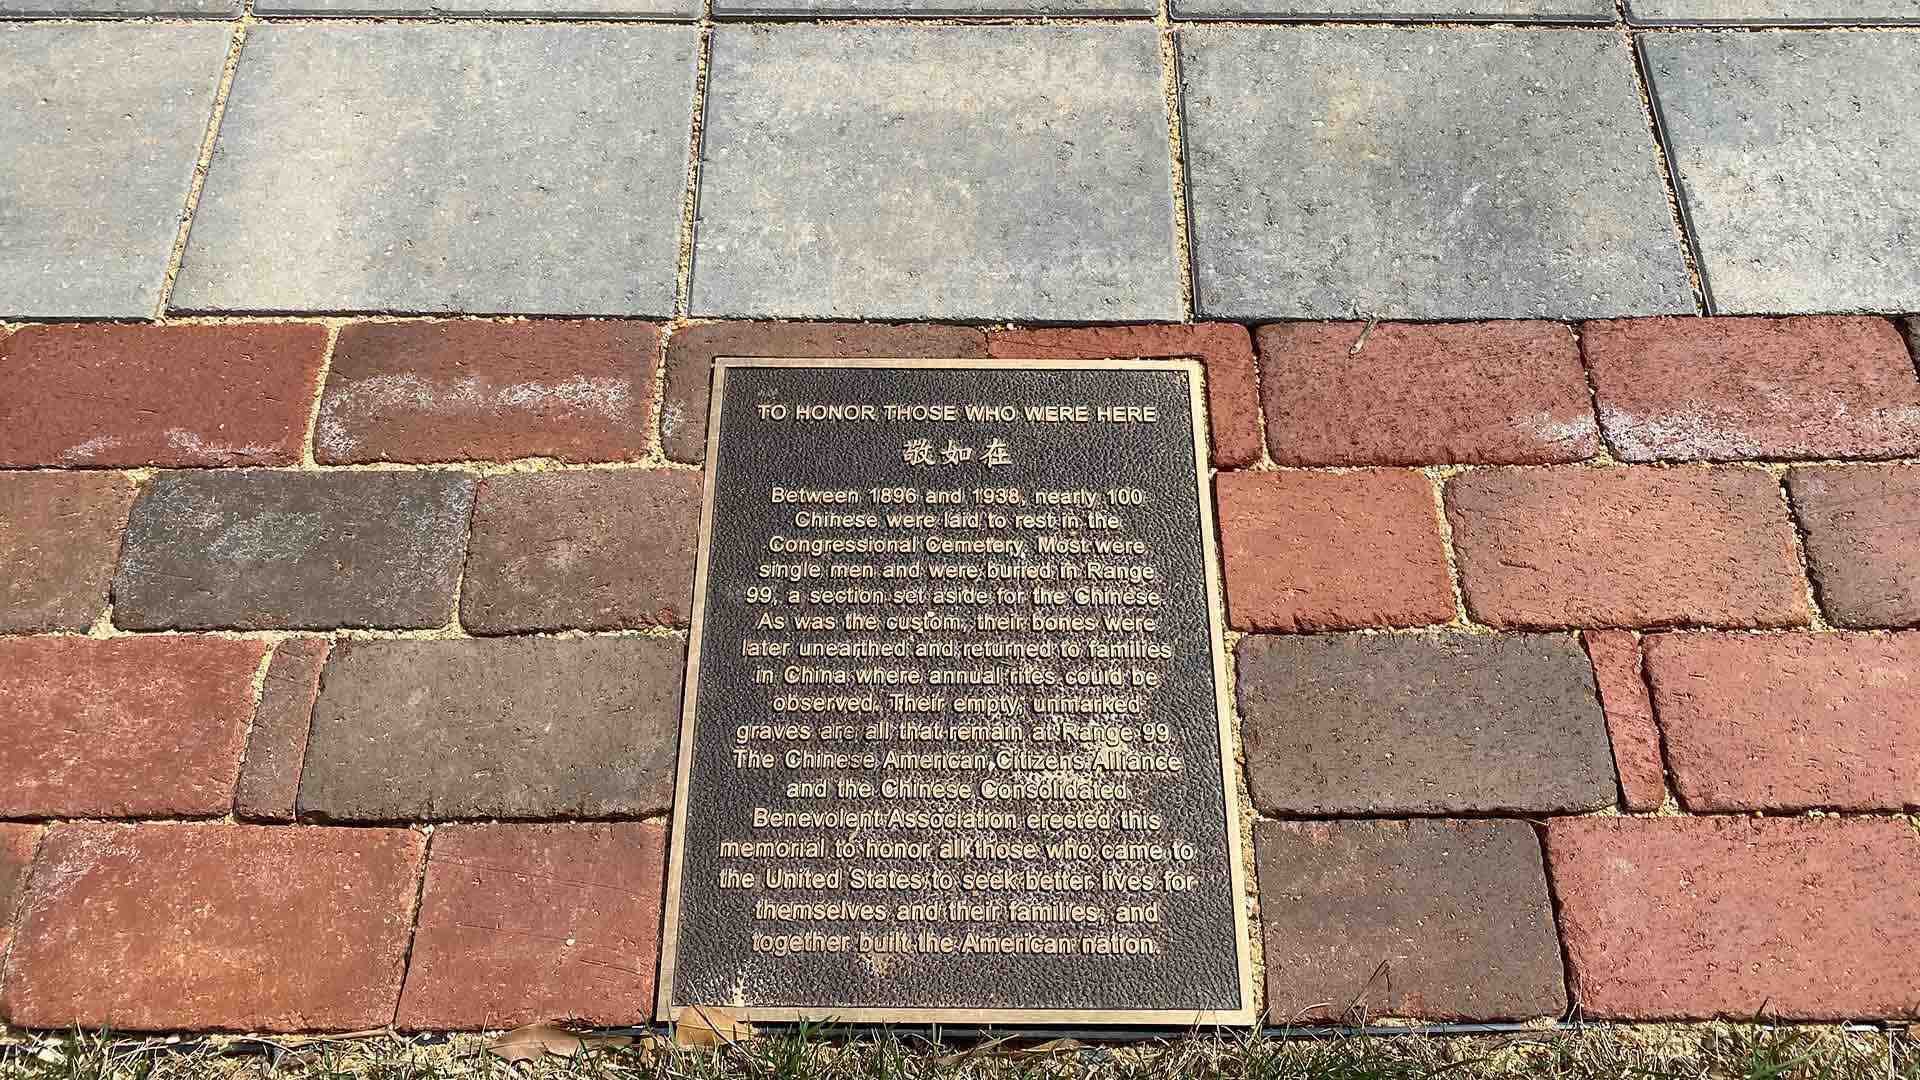 TO HONOR THOSE WHO WERE HERE
敬如在
Between 1896 and 1938, nearly 100
Chinese were laid to rest in the
Congressional Cemetery. Most were
single men and were buried in Range
99, a section set aside for the Chinese.
As was the custom, their bones were
later unearthed and returned to families
in China where annual rites could be
observed. Their empty, unmarked
graves are all that remain at Range 99.
The Chinese American Citizens Alliance
and the Chinese Consolidated
Benevolent Association erected this
memorial to honor all those who came to
the United States to seek better lives for
themselves and their families, and
together built the American nation.